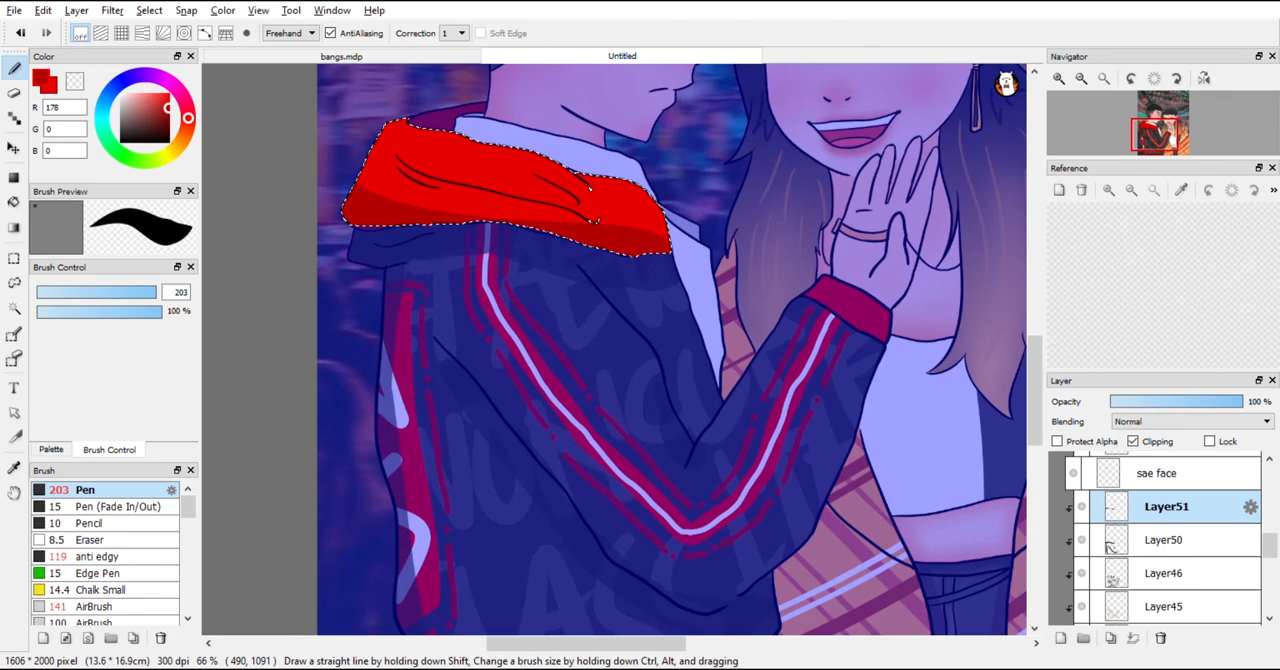 File Edit Layer Filter Select Snap Color View Tool Window Help
off Freehand AntiAliasing Correction 1 Soft Edge
Color
bangs.mdp Untitled
Navigator
R 178
G 0
B 0
Brush Preview
Reference
Brush Control
203
100 %
Layer
Opacity 100 %
Blending Normal
Protect Alpha Clipping Lock
Palette Brush Control
Brush
sae face
203 Pen
15 Pen (Fade In/Out)
Layer51
10 Pencil
8.5 Eraser
Layer50
119 anti edgy
15 Edge Pen
Layer46
14.4 Chalk Small
141 AirBrush
Layer45
100 AirBrush
1606 * 2000 pixel (13.6 * 16.9cm) 300 dpi 66 % ( 490, 1091 ) Draw a straight line by holding down Shift, Change a brush size by holding down Ctrl, Alt, and dragging